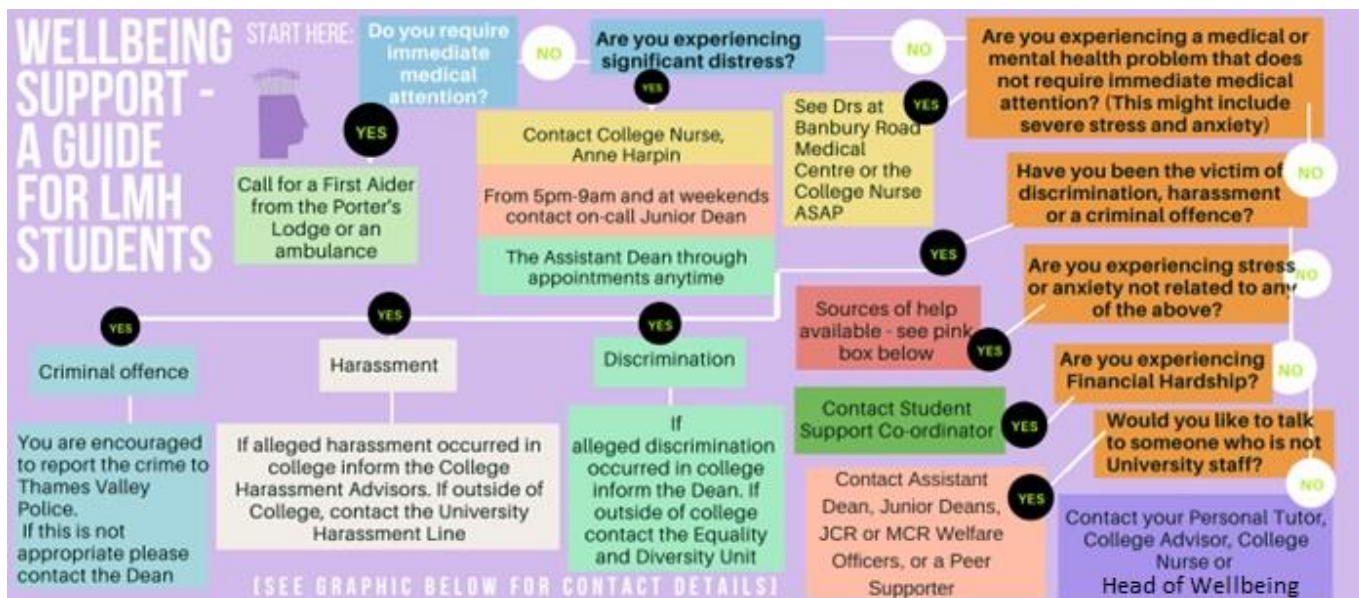 WELLBEING
SUPPORT -
A GUIDE
FOR LMH
STUDENTS
START HERE:
Do you require
immediate
medical
attention?
NO
Are you experiencing
significant distress?
NO
Are you experiencing a medical or
mental health problem that does
not require immediate medical
attention? (This might include
severe stress and anxiety)
YES
Call for a First Aider
from the Porter's
Lodge or an
ambulance
YES
Contact College Nurse,
Anne Harpin
From 5pm-9am and at weekends
contact on-call Junior Dean
The Assistant Dean through
appointments anytime
YES
See Drs at
Banbury Road
Medical
Centre or the
College Nurse
ASAP
NO
Have you been the victim of
discrimination, harassment
or a criminal offence?
YES
NO
Are you experiencing stress
or anxiety not related to any
of the above?
YES
Sources of help
available - see pink
box below
NO
Are you experiencing
Financial Hardship?
YES
Contact Student
Support Co-ordinator
Would you like to talk
to someone who is not
University staff?
YES
Contact Assistant
Dean, Junior Deans,
JCR or MCR Welfare
Officers, or a Peer
Supporter
NO
Contact your Personal Tutor,
College Advisor, College
Nurse or
Head of Wellbeing
YES
Criminal offence
You are encouraged
to report the crime to
Thames Valley
Police.
If this is not
appropriate please
contact the Dean
YES
Harassment
If alleged harassment occurred in
college inform the College
Harassment Advisors. If outside of
College, contact the University
Harassment Line
YES
Discrimination
If
alleged discrimination
occurred in college
inform the Dean. If
outside of college
contact the Equality
and Diversity Unit
[SEE GRAPHIC BELOW FOR CONTACT DETAILS]